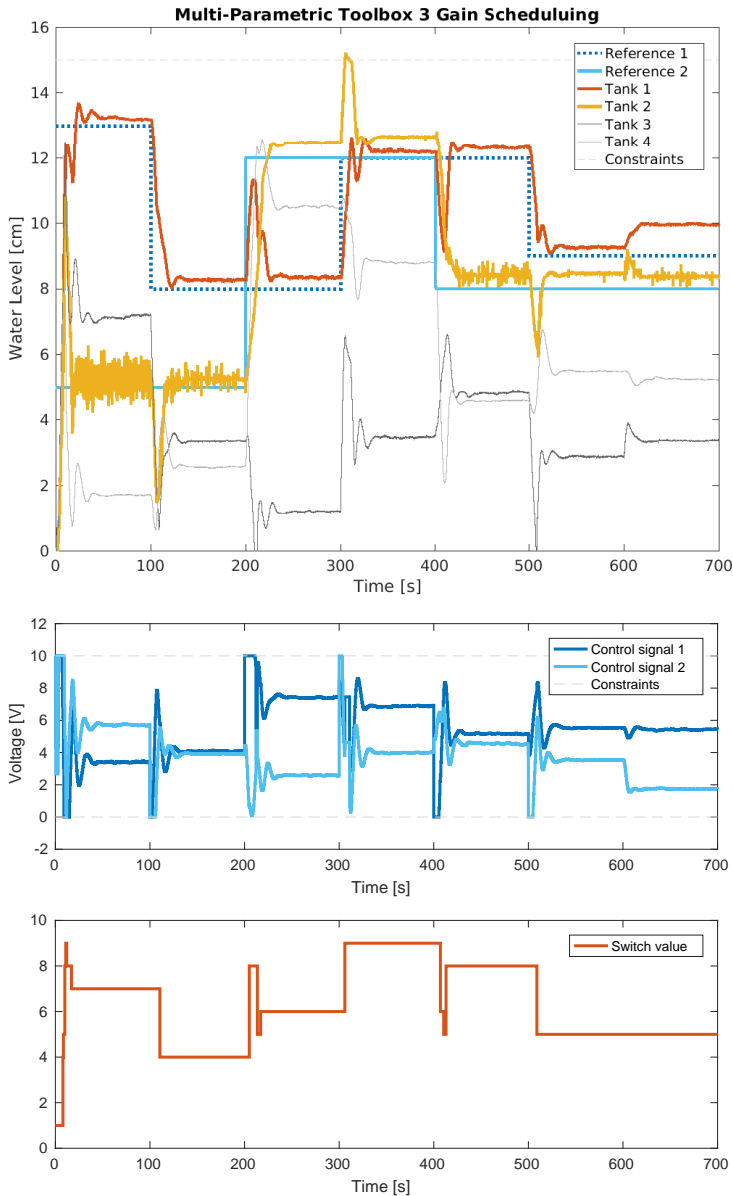 Multi-Parametric Toolbox 3 Gain Scheduluing
16
14
12
10
8
6
4
2
0
Water Level [cm]
Reference 1
Reference 2
Tank 1
Tank 2
Tank 3
Tank 4
Constraints
0 100 200 300 400 500 600 700
Time [s]
12
10
8
6
4
2
0
-2
Voltage [V]
Control signal 1
Control signal 2
Constraints
0 100 200 300 400 500 600 700
Time [s]
10
8
6
4
2
0
Switch value
0 100 200 300 400 500 600 700
Time [s]